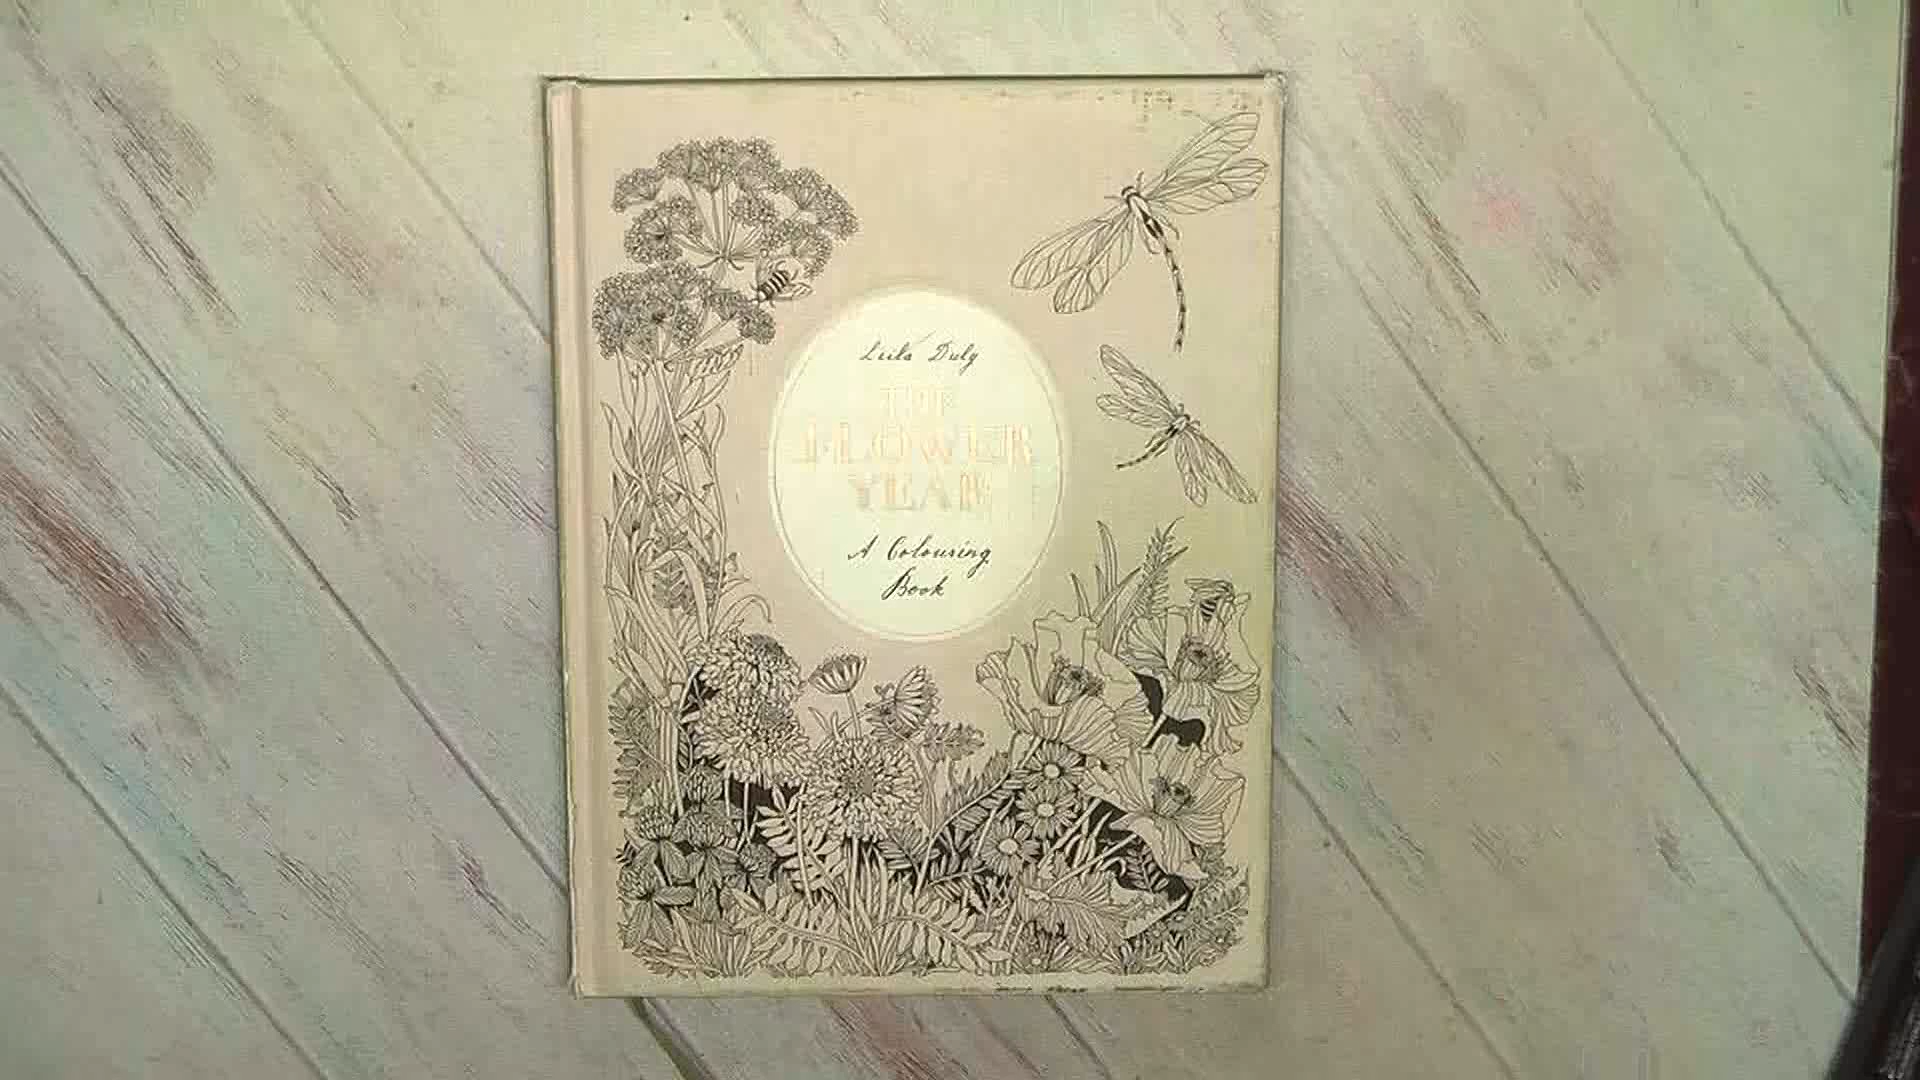 Leila Duly
THE
FLOWER
YEAR
A Colouring
Book